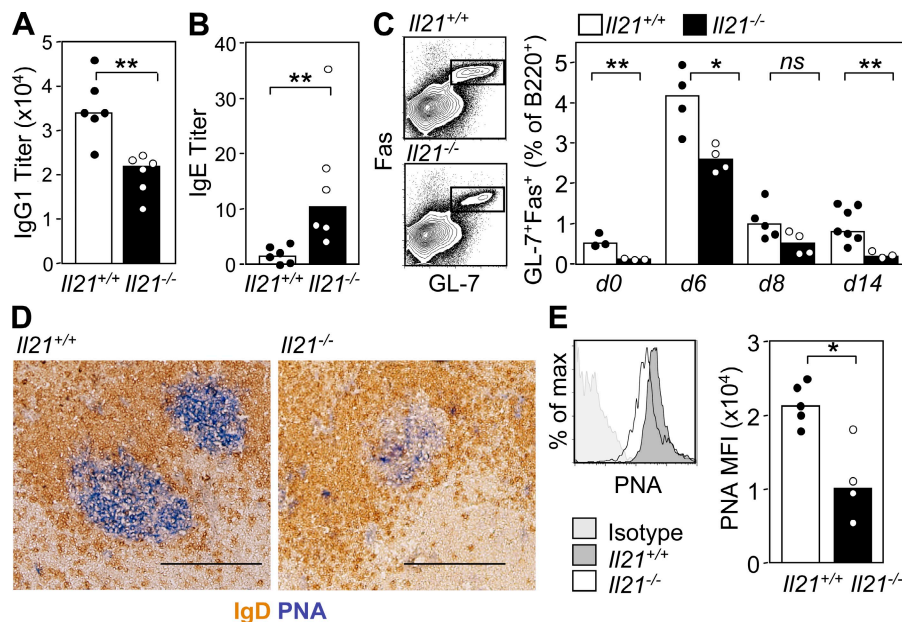 A
IgG1 Titer (x10⁴)
5
4
3
2
1
0
**
Il21+/+ Il21-/-
B
IgE Titer
40
30
20
10
0
**
Il21+/+ Il21-/-
C
Il21+/+
Il21-/-
Fas
GL-7
Il21+/+ Il21-/-
GL-7+Fas+ (% of B220+)
5
4
3
2
1
0
** * ns **
d0 d6 d8 d14
D
Il21+/+ Il21-/-
IgD PNA
E
% of max
PNA
Isotype
Il21+/+
Il21-/-
PNA MFI (x10⁴)
3
2
1
0
*
Il21+/+ Il21-/-